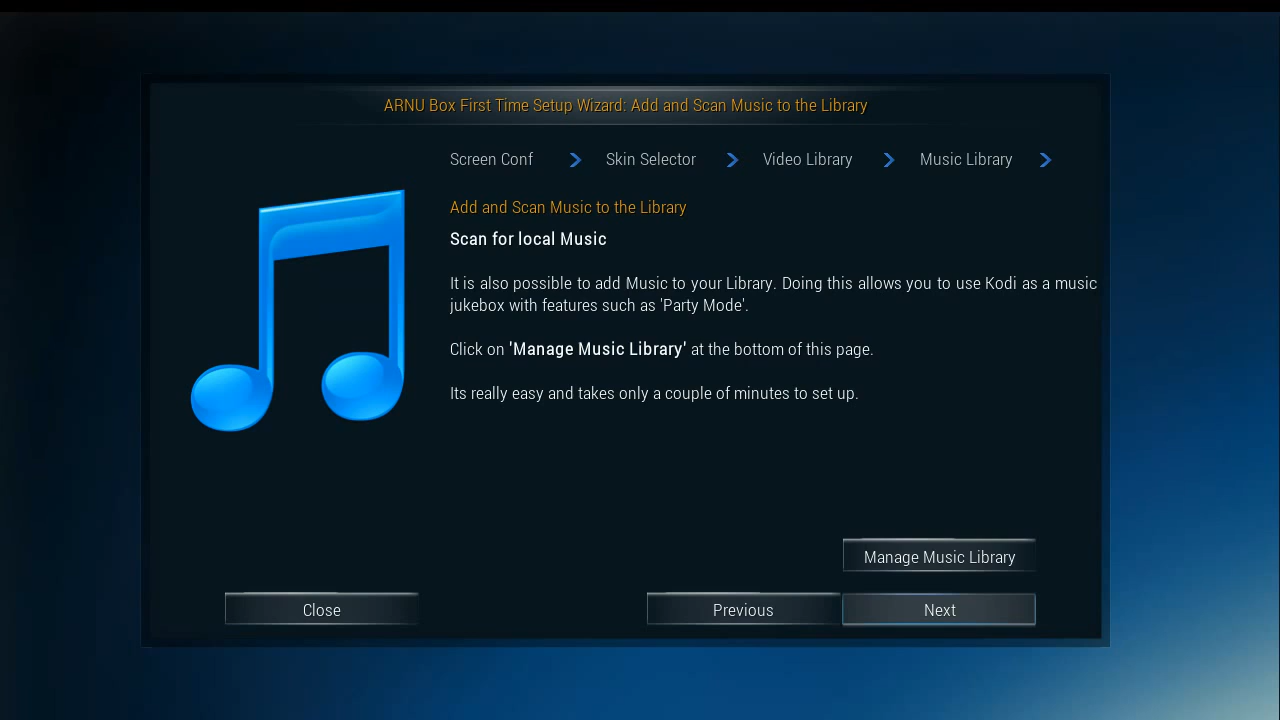 ARNU Box First Time Setup Wizard: Add and Scan Music to the Library
Screen Conf Skin Selector Video Library Music Library
Add and Scan Music to the Library
Scan for local Music
It is also possible to add Music to your Library. Doing this allows you to use Kodi as a music
jukebox with features such as 'Party Mode'.
Click on 'Manage Music Library' at the bottom of this page.
Its really easy and takes only a couple of minutes to set up.
Manage Music Library
Close Previous Next